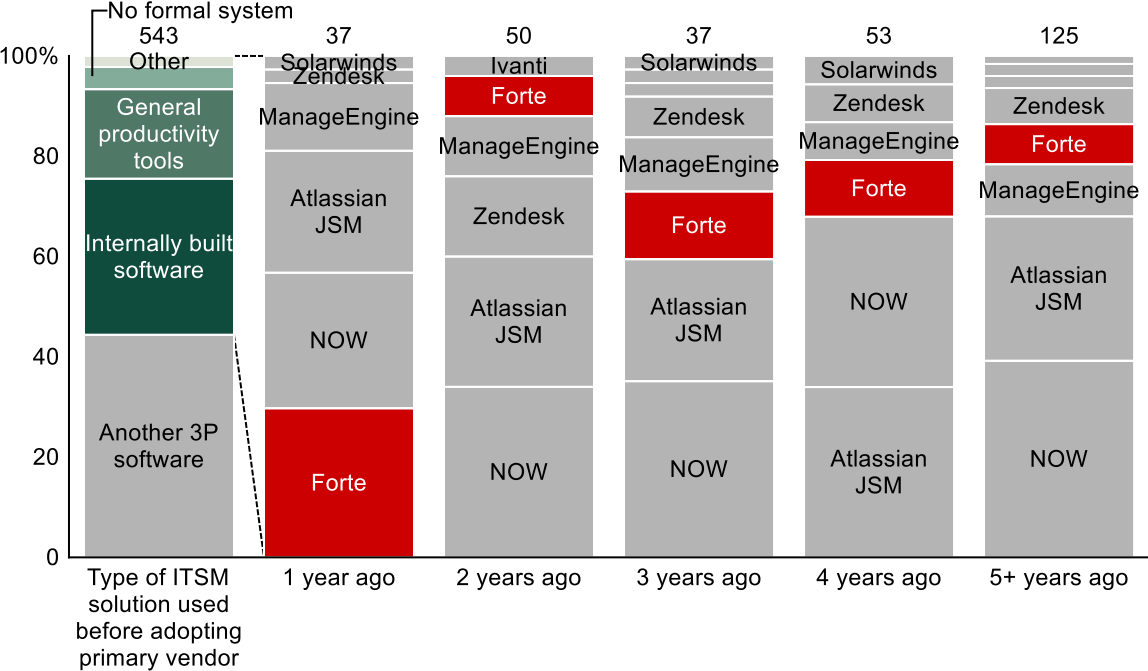 No formal system
543
37
50
37
53
125
100%
80
60
40
20
0
Other
General
productivity
tools
Internally built
software
Another 3P
software
Solarwinds
Zendesk
ManageEngine
Atlassian
JSM
NOW
Forte
Ivanti
Forte
ManageEngine
Zendesk
Atlassian
JSM
NOW
Solarwinds
Zendesk
ManageEngine
Forte
Atlassian
JSM
NOW
Solarwinds
Zendesk
ManageEngine
Forte
NOW
Atlassian
JSM
Zendesk
Forte
ManageEngine
Atlassian
JSM
NOW
Type of ITSM
solution used
before adopting
primary vendor
1 year ago
2 years ago
3 years ago
4 years ago
5+ years ago